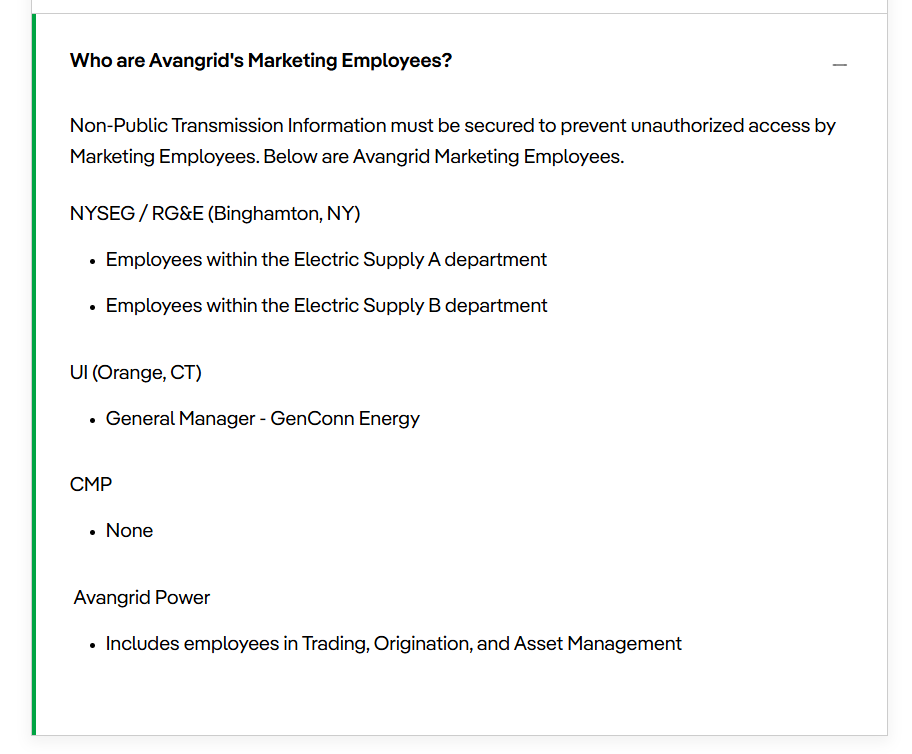 Who are Avangrid's Marketing Employees?
Non-Public Transmission Information must be secured to prevent unauthorized access by
Marketing Employees. Below are Avangrid Marketing Employees.
NYSEG / RG&E (Binghamton, NY)
• Employees within the Electric Supply A department
• Employees within the Electric Supply B department
UI (Orange, CT)
• General Manager - GenConn Energy
CMP
• None
Avangrid Power
• Includes employees in Trading, Origination, and Asset Management